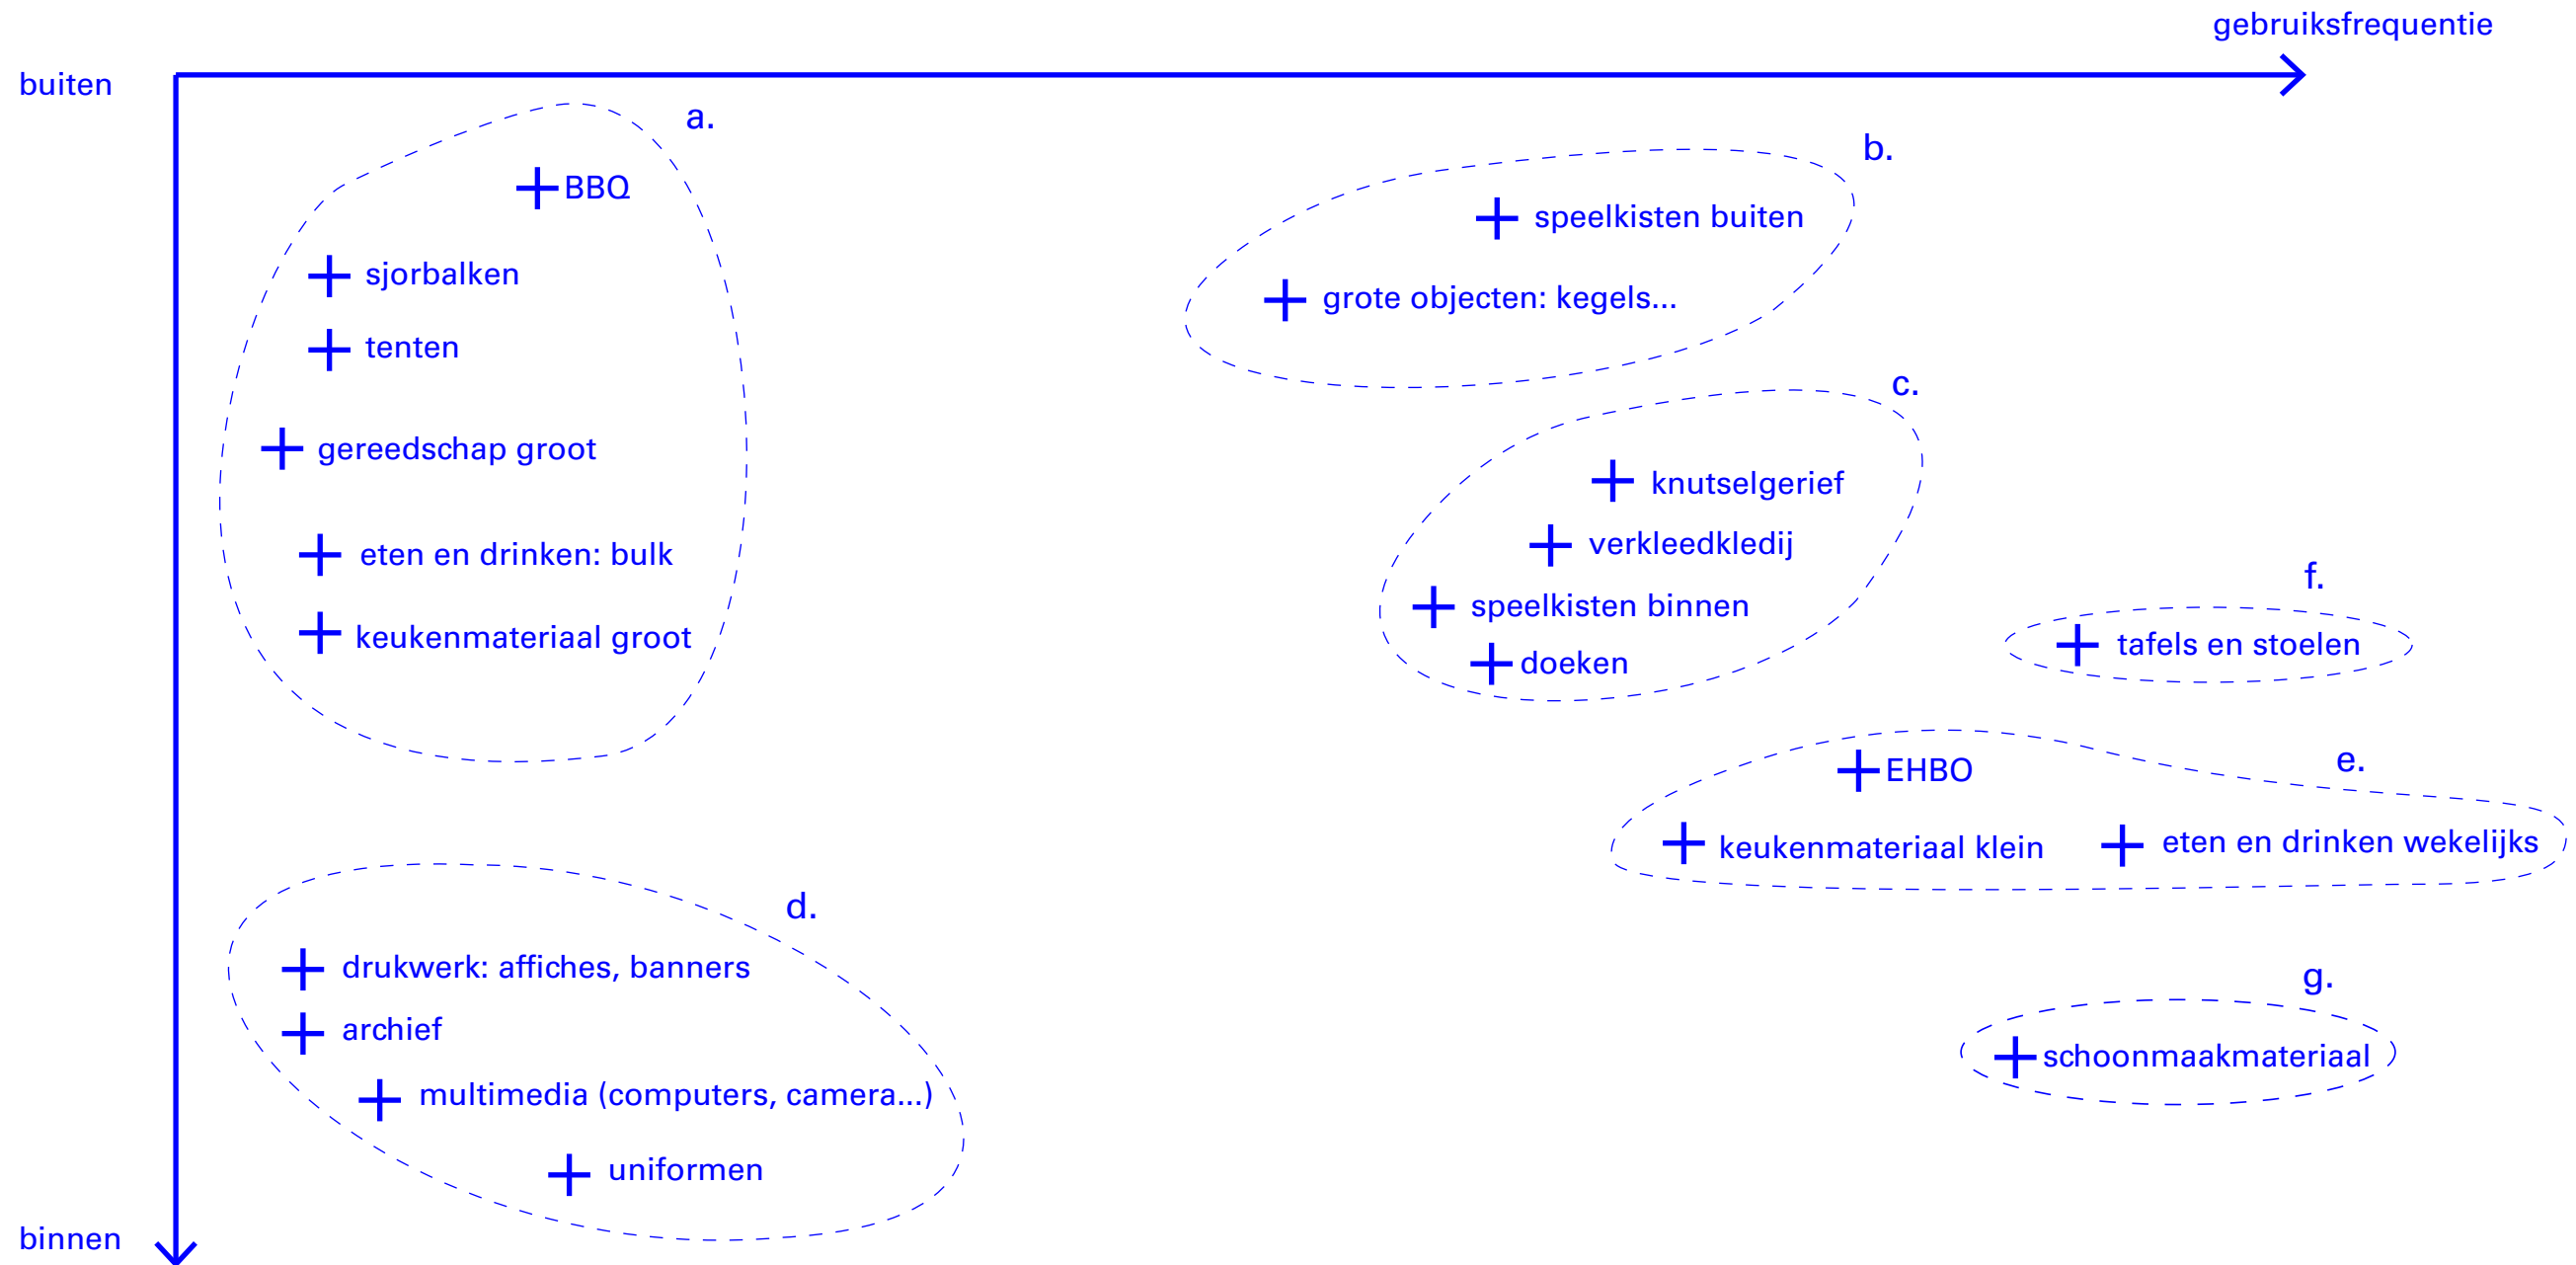 gebruiksfrequentie
buiten
a.
BBQ
sjorbalken
tenten
gereedschap groot
eten en drinken: bulk
keukenmateriaal groot
b.
speelkisten buiten
grote objecten: kegels...
c.
knutselgerief
verkleedkledij
speelkisten binnen
doeken
f.
tafels en stoelen
e.
EHBO
keukenmateriaal klein
eten en drinken wekelijks
d.
drukwerk: affiches, banners
archief
multimedia (computers, camera...)
uniformen
g.
schoonmaakmateriaal
binnen